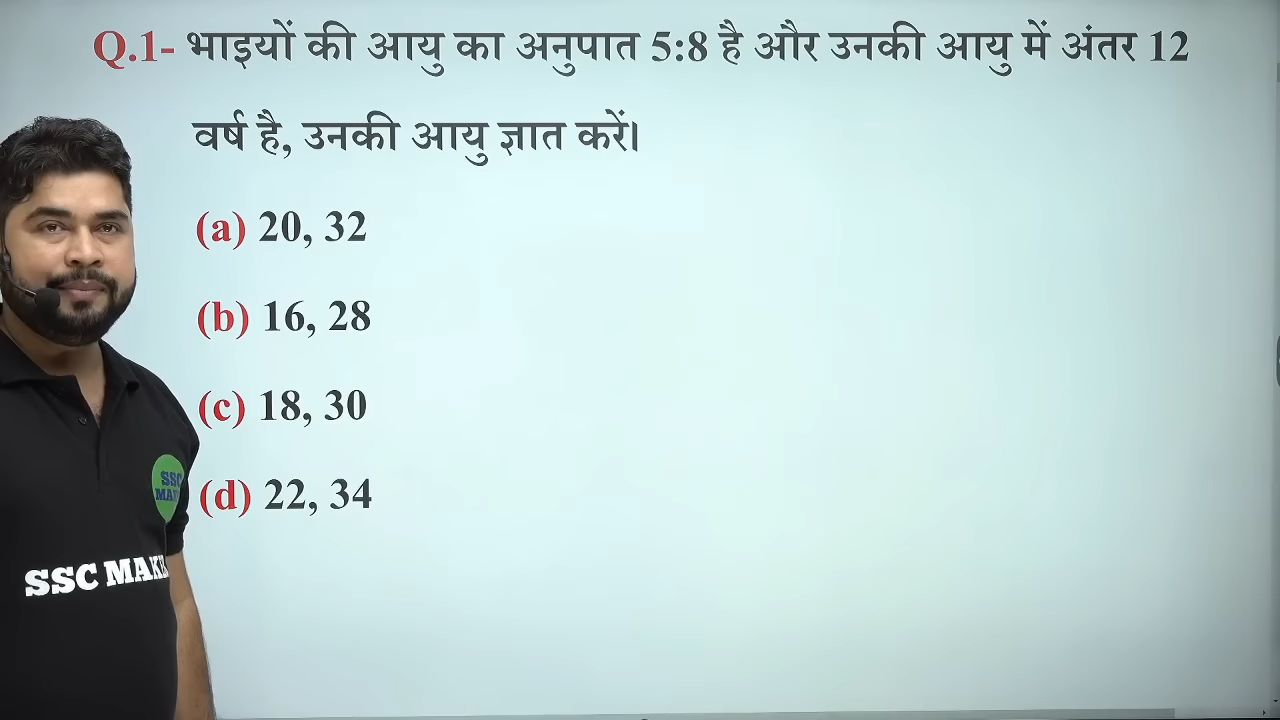 Q.1- भाइयों की आयु का अनुपात 5:8 है और उनकी आयु में अंतर 12
वर्ष है, उनकी आयु ज्ञात करें।
(a) 20, 32
(b) 16, 28
(c) 18, 30
(d) 22, 34
SSC
SSC